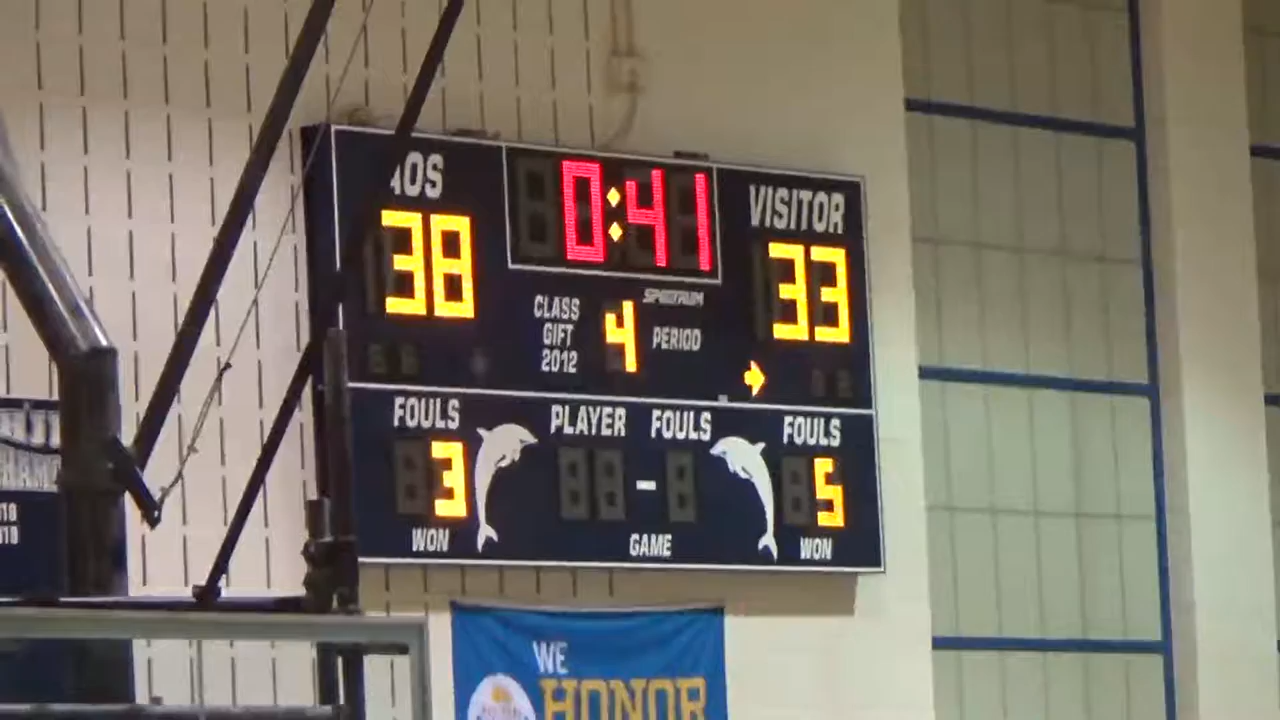 AOS
0:41
VISITOR
38
33
SPECTRUM
CLASS
GIFT
2012
4
PERIOD
FOULS
PLAYER
FOULS
FOULS
3
-
5
WON
GAME
WON
WE
HONOR